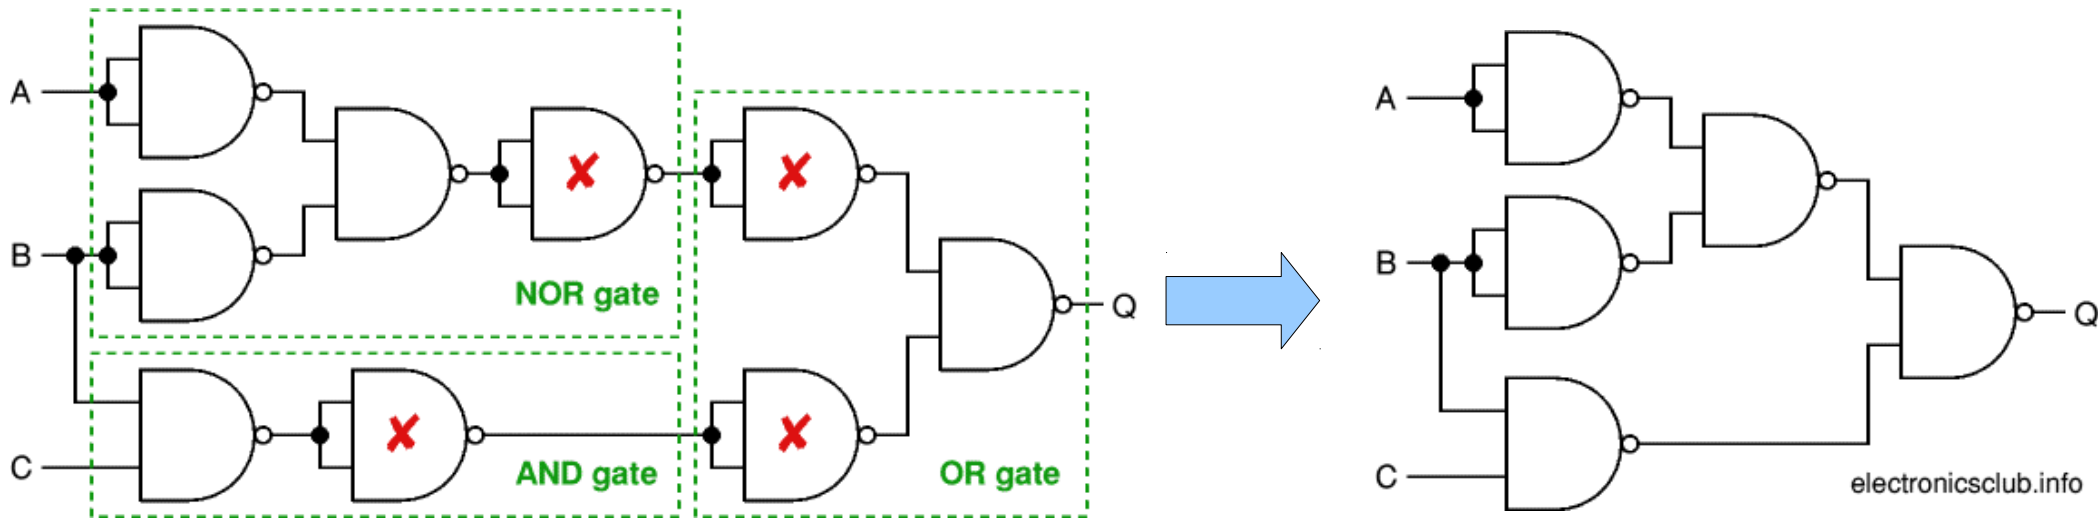 A
B
C
NOR gate
AND gate
OR gate
Q
A
B
C
Q
electronicsclub.info